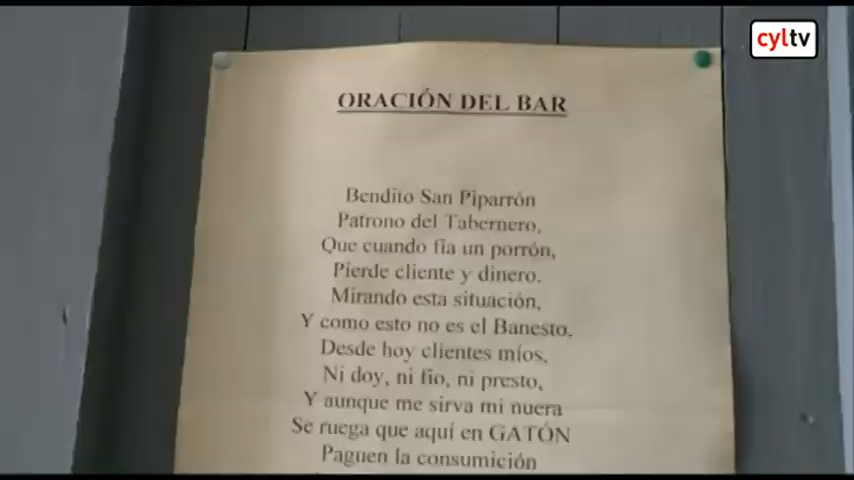 cyltv
ORACIÓN DEL BAR
Bendito San Piparrón
Patrono del Tabernero,
Que cuando fía un porrón,
Pierde cliente y dinero.
Mirando esta situación,
Y como esto no es el Banesto,
Desde hoy clientes míos,
Ni doy, ni fio, ni presto,
Y aunque me sirva mi nuera
Se ruega que aquí en GATÓN
Paguen la consumición